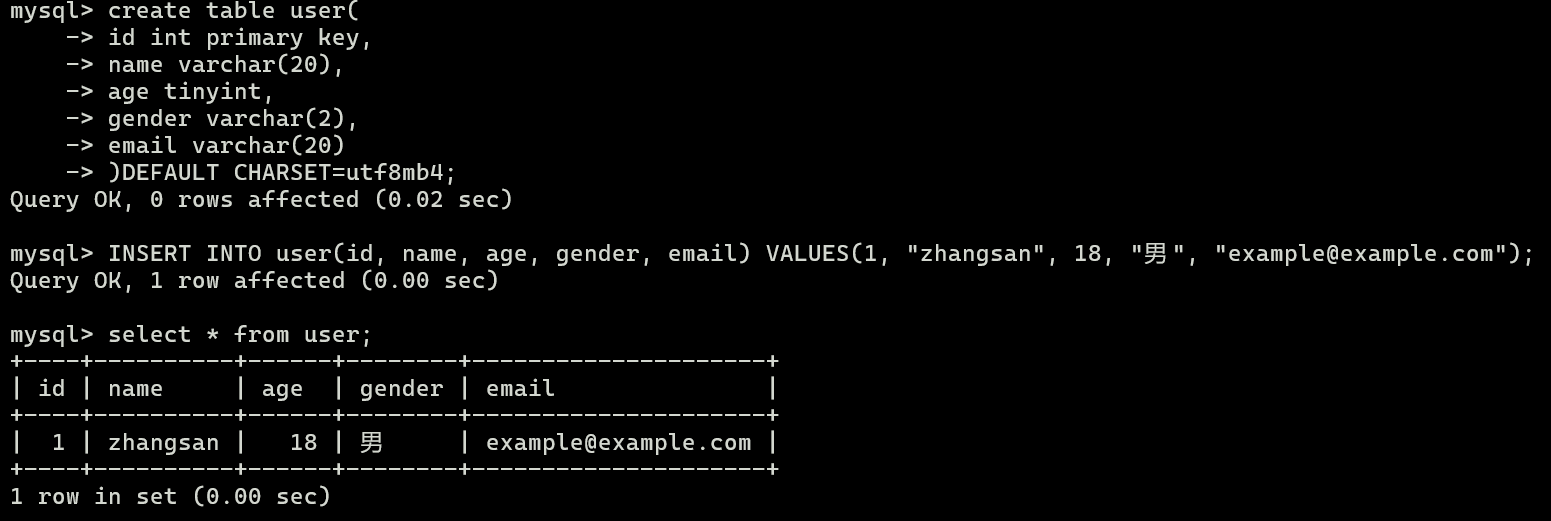 mysql> create table user(
    -> id int primary key,
    -> name varchar(20),
    -> age tinyint,
    -> gender varchar(2),
    -> email varchar(20)
    -> )DEFAULT CHARSET=utf8mb4;
Query OK, 0 rows affected (0.02 sec)

mysql> INSERT INTO user(id, name, age, gender, email) VALUES(1, "zhangsan", 18, "男", "example@example.com");
Query OK, 1 row affected (0.00 sec)

mysql> select * from user;
+----+----------+------+--------+---------------------+
| id | name     | age  | gender | email               |
+----+----------+------+--------+---------------------+
|  1 | zhangsan |   18 | 男     | example@example.com |
+----+----------+------+--------+---------------------+
1 row in set (0.00 sec)